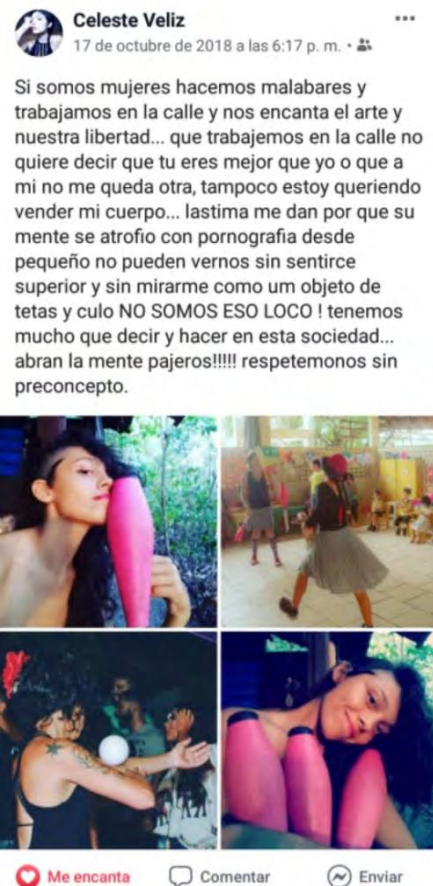 Celeste Veliz
17 de octubre de 2018 a las 6:17 p. m. •
Si somos mujeres hacemos malabares y
trabajamos en la calle y nos encanta el arte y
nuestra libertad... que trabajemos en la calle no
quiere decir que tu eres mejor que yo o que a
mi no me queda otra, tampoco estoy queriendo
vender mi cuerpo... lastima me dan por que su
mente se atrofio con pornografia desde
pequeño no pueden vernos sin sentirce
superior y sin mirarme como um objeto de
tetas y culo NO SOMOS ESO LOCO ! tenemos
mucho que decir y hacer en esta sociedad...
abran la mente pajeros!!!!! respetemonos sin
preconcepto.
Me encanta Comentar Enviar